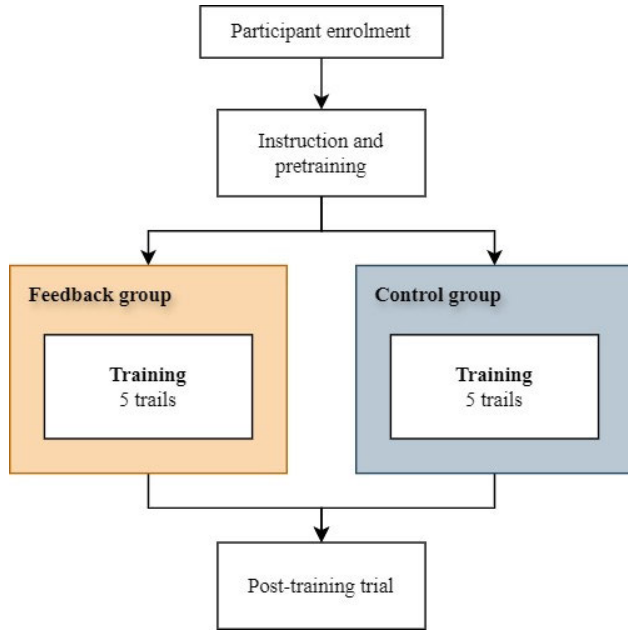 Participant enrolment
Instruction and
pretraining
Feedback group
Training
5 trails
Control group
Training
5 trails
Post-training trial